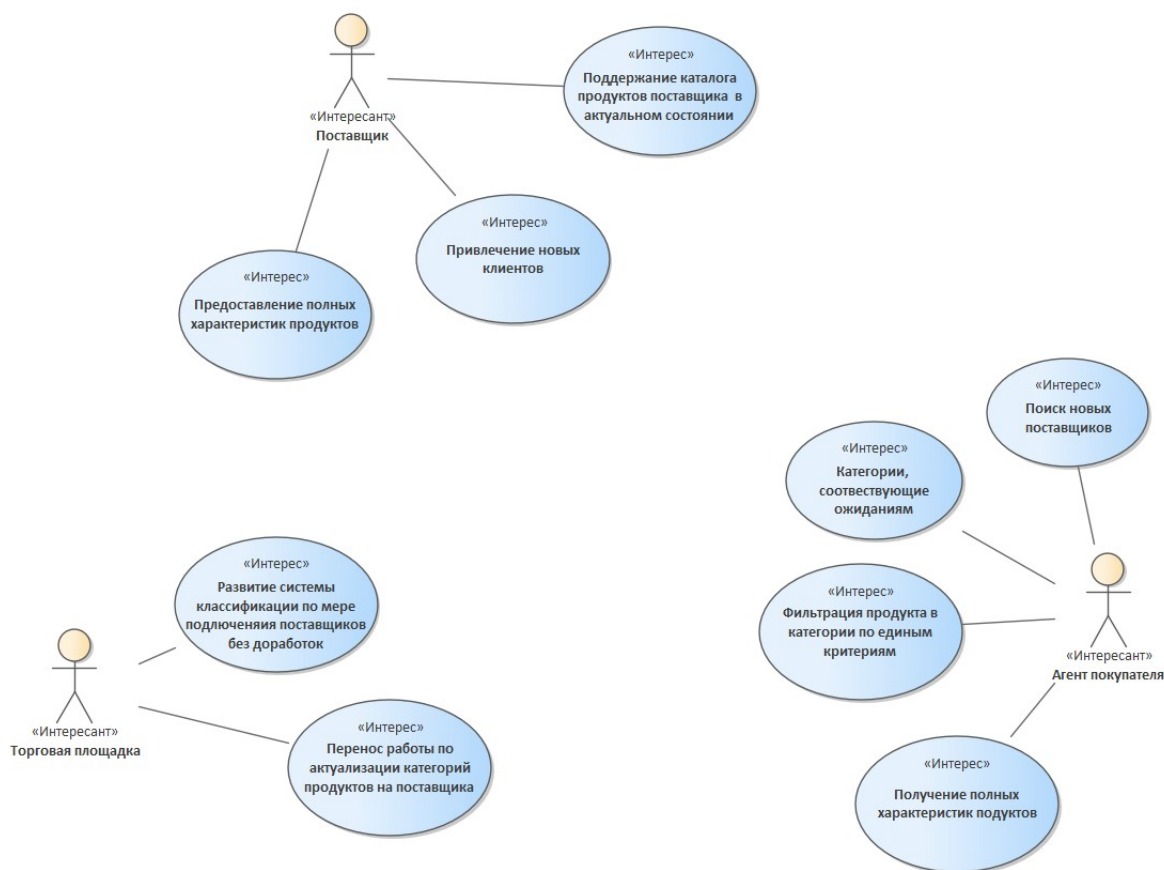 «Интерес»
Поддержание каталога
продуктов поставщика в
актуальном состоянии
«Интересант»
Поставщик
«Интерес»
Привлечение новых
клиентов
«Интерес»
Предоставление полных
характеристик продуктов
«Интерес»
Поиск новых
поставщиков
«Интерес»
Категории,
соотвествующие
ожиданиям
«Интерес»
Фильтрация продукта в
категории по единым
критериям
«Интересант»
Агент покупателя
«Интерес»
Получение полных
характеристик подуктов
«Интерес»
Развитие системы
классификации по мере
подлюченяия поставщиков
без доработок
«Интересант»
Торговая площадка
«Интерес»
Перенос работы по
актуализации категорий
продуктов на поставщика